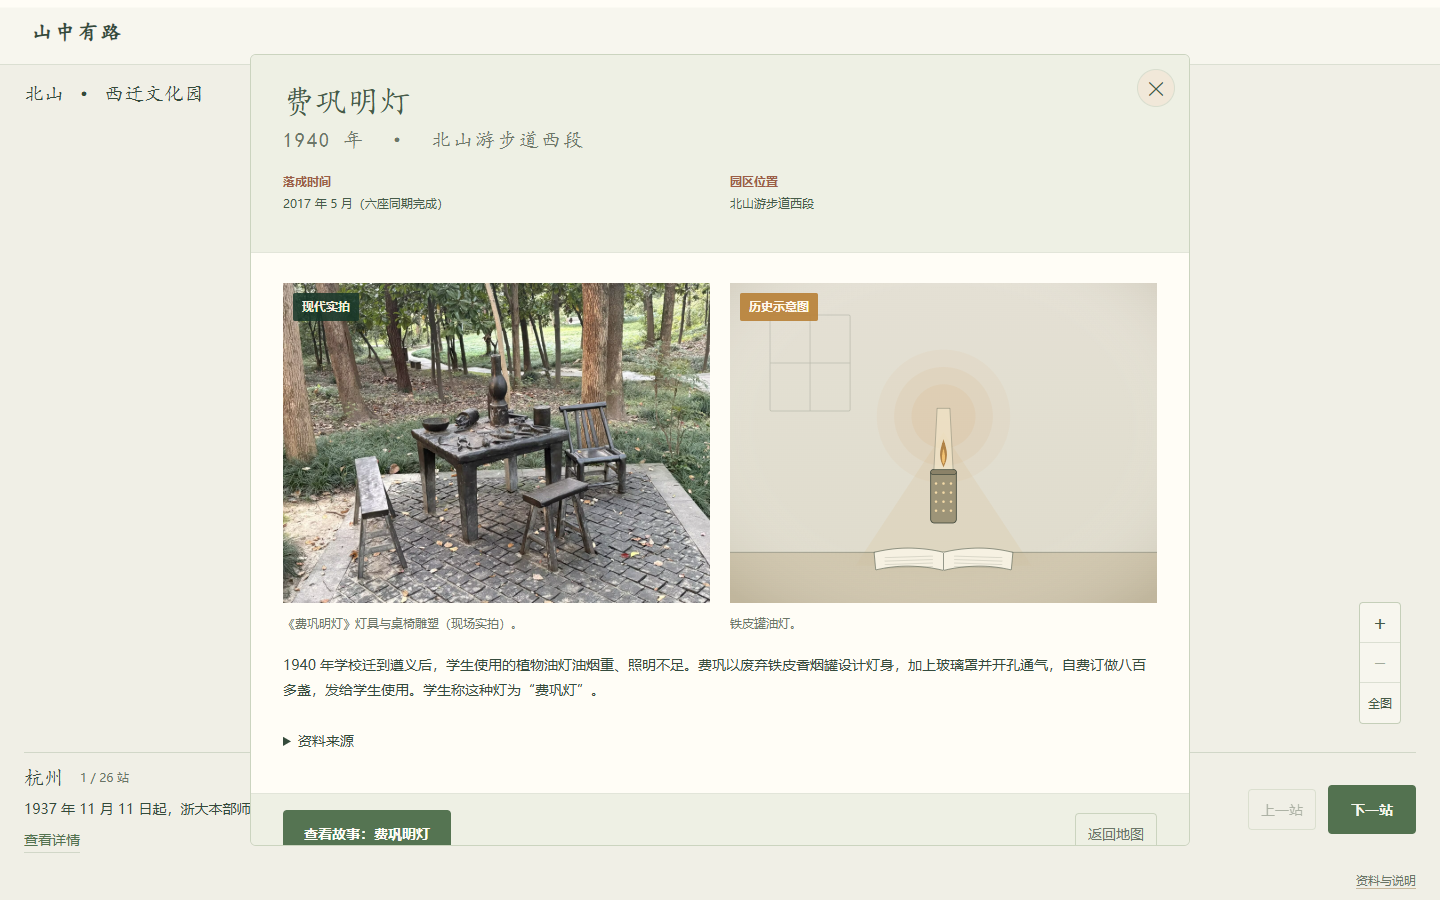 山中有路
北山 • 西迁文化园
费巩明灯
1940 年 • 北山游步道西段
落成时间
2017 年 5 月（六座同期完成）
园区位置
北山游步道西段
现代实拍
历史示意图
《费巩明灯》灯具与桌椅雕塑（现场实拍）。
铁皮罐油灯。
1940 年学校迁到遵义后，学生使用的植物油灯油烟重、照明不足。费巩以废弃铁皮香烟罐设计灯身，加上玻璃罩并开孔通气，自费订做八百
多盏，发给学生使用。学生称这种灯为“费巩灯”。
▶ 资料来源
查看故事：费巩明灯
返回地图
+
−
全图
杭州 1 / 26 站
1937 年 11 月 11 日起，浙大本部师
查看详情
上一站
下一站
资料与说明